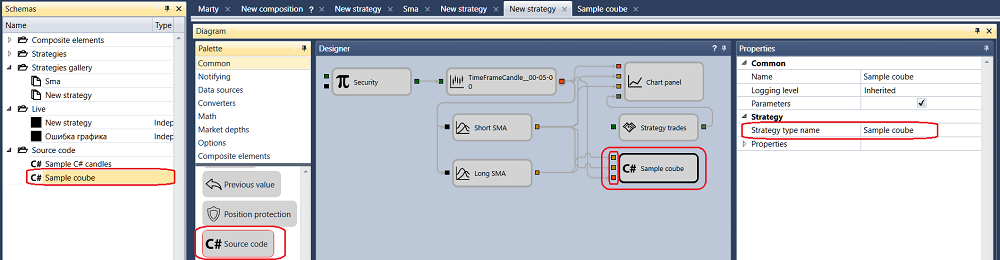 Schemas
Name
Type
Composite elements
Strategies
Strategies gallery
Sma
New strategy
Live
New strategy
Indep
Ошибка графика
Indep
Source code
Sample C# candles
Sample coube
Marty
New composition ?
New strategy
Sma
New strategy
New strategy
Sample coube
Diagram
Palette
Common
Notifying
Data sources
Converters
Math
Market depths
Options
Composite elements
Previous value
Position protection
C# Source code
Designer
?
Security
TimeFrameCandle_00-05-0
0
Chart panel
Short SMA
Strategy trades
Long SMA
C# Sample coube
Properties
Common
Name
Sample coube
Logging level
Inherited
Parameters
Strategy
Strategy type name
Sample coube
Properties